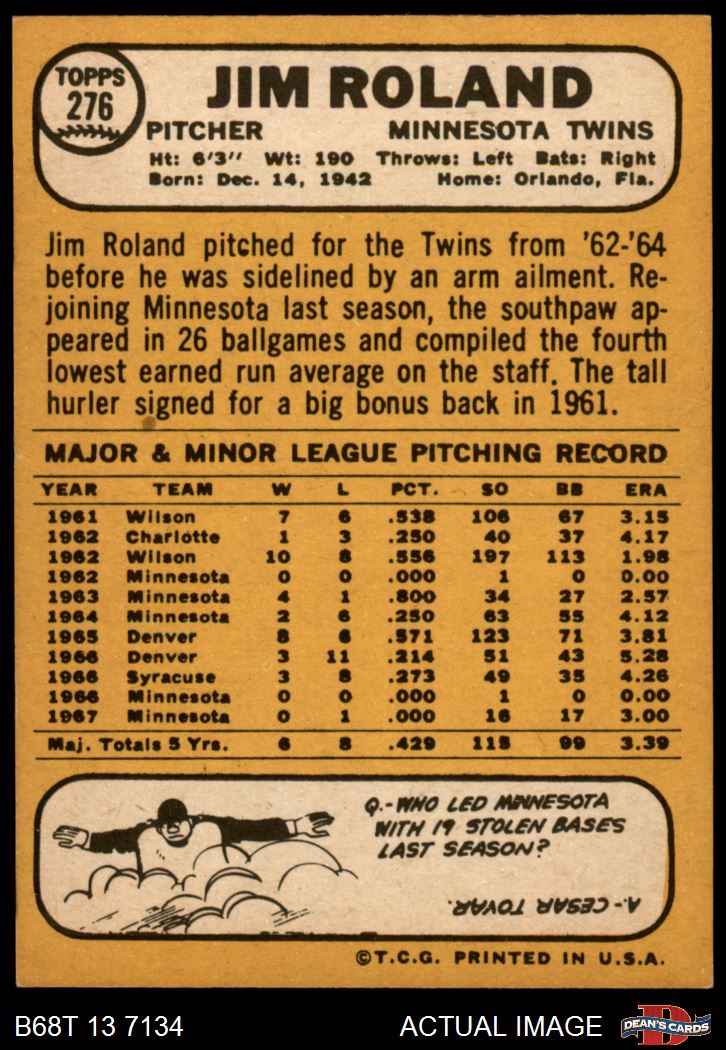 TOPPS
276
JIM ROLAND
PITCHER MINNESOTA TWINS
Ht: 6'3" Wt: 190 Throws: Left Bats: Right
Born: Dec. 14, 1942 Home: Orlando, Fla.
Jim Roland pitched for the Twins from '62-'64
before he was sidelined by an arm ailment. Re-
joining Minnesota last season, the southpaw ap-
peared in 26 ballgames and compiled the fourth
lowest earned run average on the staff. The tall
hurler signed for a big bonus back in 1961.
MAJOR & MINOR LEAGUE PITCHING RECORD
YEAR TEAM W L PCT. SO BB ERA
1961 Wilson 7 6 .538 106 67 3.15
1962 Charlotte 1 3 .250 40 37 4.17
1962 Wilson 10 8 .556 197 113 1.98
1962 Minnesota 0 0 .000 1 0 0.00
1963 Minnesota 4 1 .800 34 27 2.57
1964 Minnesota 2 6 .250 63 55 4.12
1965 Denver 8 6 .571 123 71 3.81
1966 Denver 3 11 .214 51 43 5.28
1966 Syracuse 3 8 .273 49 35 4.26
1966 Minnesota 0 0 .000 1 0 0.00
1967 Minnesota 0 1 .000 16 17 3.00
Maj. Totals 5 Yrs. 6 8 .429 115 99 3.39
Q.-WHO LED MINNESOTA
WITH 19 STOLEN BASES
LAST SEASON?
A.-CESAR TOVAR.
©T.C.G. PRINTED IN U.S.A.
B68T 13 7134 ACTUAL IMAGE
D
DEAN'S CARDS